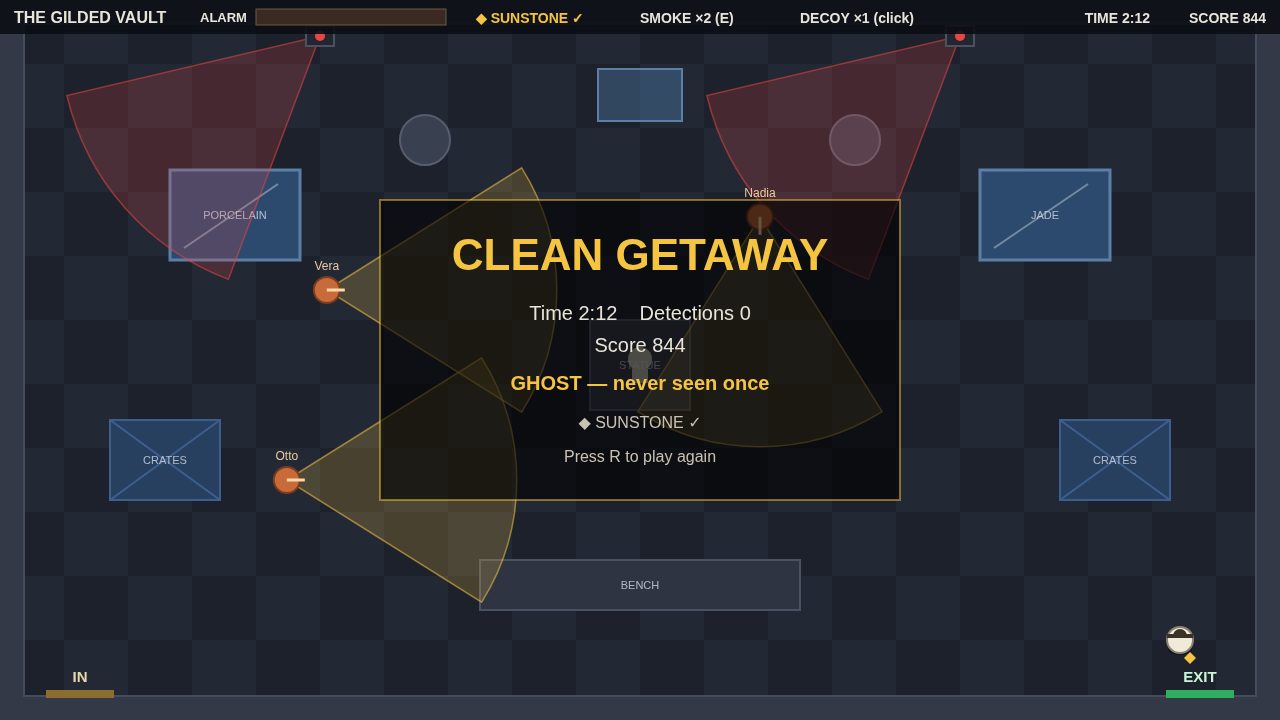 THE GILDED VAULT ALARM ◆ SUNSTONE ✓ SMOKE ×2 (E) DECOY ×1 (click) TIME 2:12 SCORE 844
Nadia
PORCELAIN
JADE
Vera
CLEAN GETAWAY
Time 2:12 Detections 0
Score 844
STATUE
GHOST — never seen once
◆ SUNSTONE ✓
Otto
CRATES
Press R to play again
CRATES
BENCH
IN
EXIT